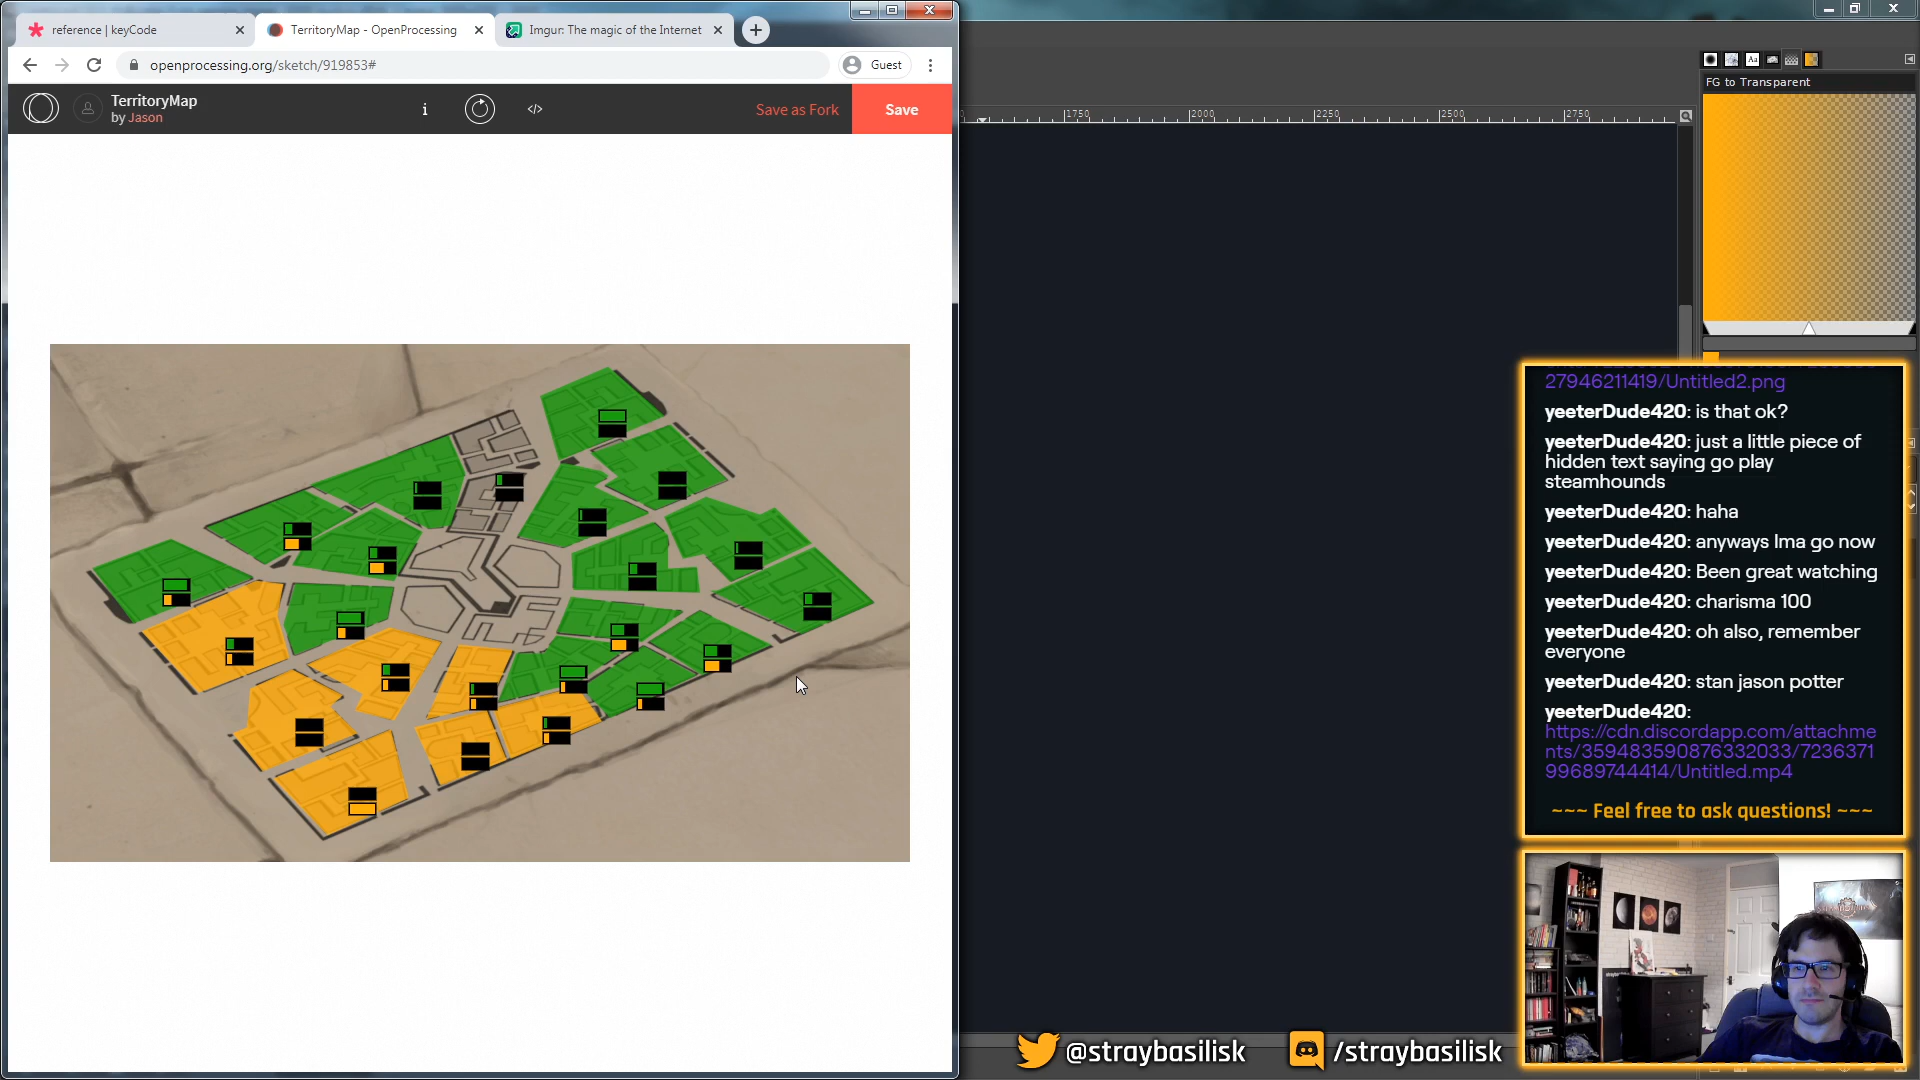 reference | keyCode
TerritoryMap - OpenProcessing
Imgur: The magic of the Internet
openprocessing.org/sketch/919853#
Guest
TerritoryMap
by Jason
i
</>
Save as Fork
Save
1750
2000
2250
2500
2750
Aa
FG to Transparent
27946211419/Untitled2.png
yeeterDude420: is that ok?
yeeterDude420: just a little piece of
hidden text saying go play
steamhounds
yeeterDude420: haha
yeeterDude420: anyways Ima go now
yeeterDude420: Been great watching
yeeterDude420: charisma 100
yeeterDude420: oh also, remember
everyone
yeeterDude420: stan jason potter
yeeterDude420:
https://cdn.discordapp.com/attachme
nts/359483590876332033/7236371
99689744414/Untitled.mp4
~~~ Feel free to ask questions! ~~~
@straybasilisk
/straybasilisk